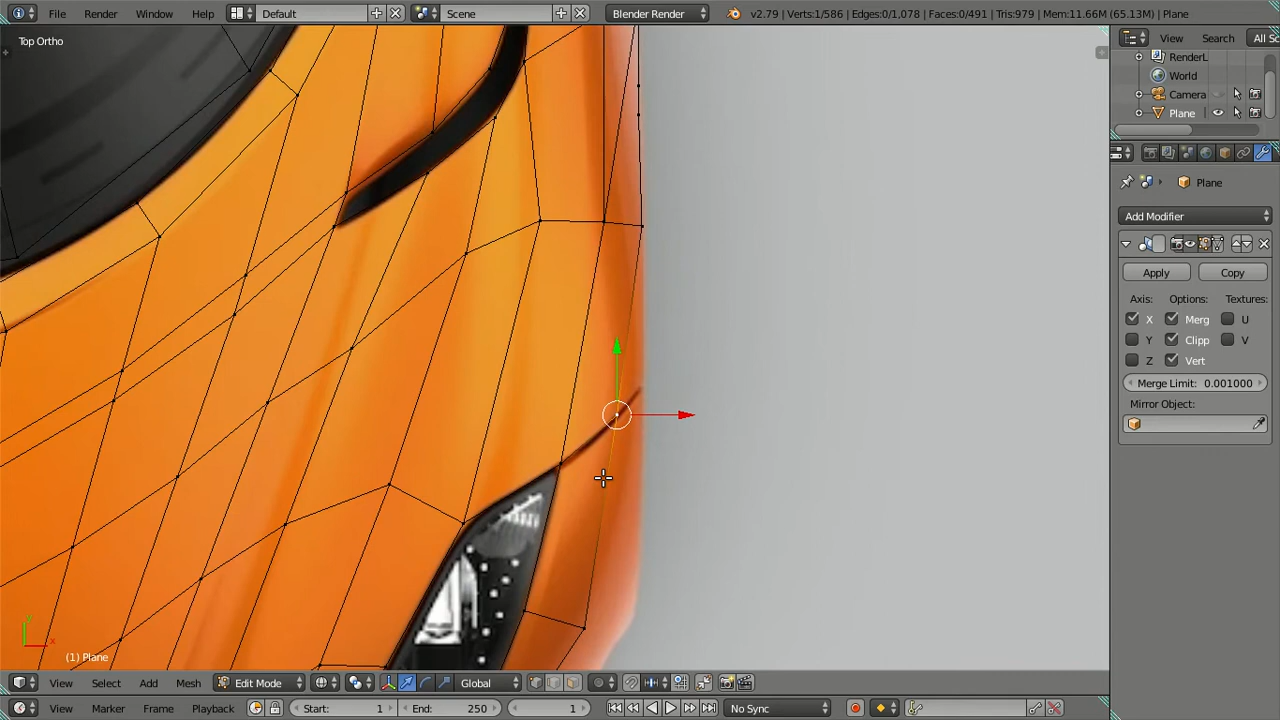 File Render Window Help Default Scene Blender Render v2.79 | Verts:1/586 | Edges:0/1,078 | Faces:0/491 | Tris:979 | Mem:11.66M (65.13M) | Plane
Top Ortho
View Search All Sc
RenderL
World
Camera
Plane
Plane
Add Modifier
Apply Copy
Axis: Options: Textures:
X Merg U
Y Clipp V
Z Vert
Merge Limit: 0.001000
Mirror Object:
y
x
(1) Plane
View Select Add Mesh Edit Mode Global
View Marker Frame Playback Start: 1 End: 250 1 No Sync